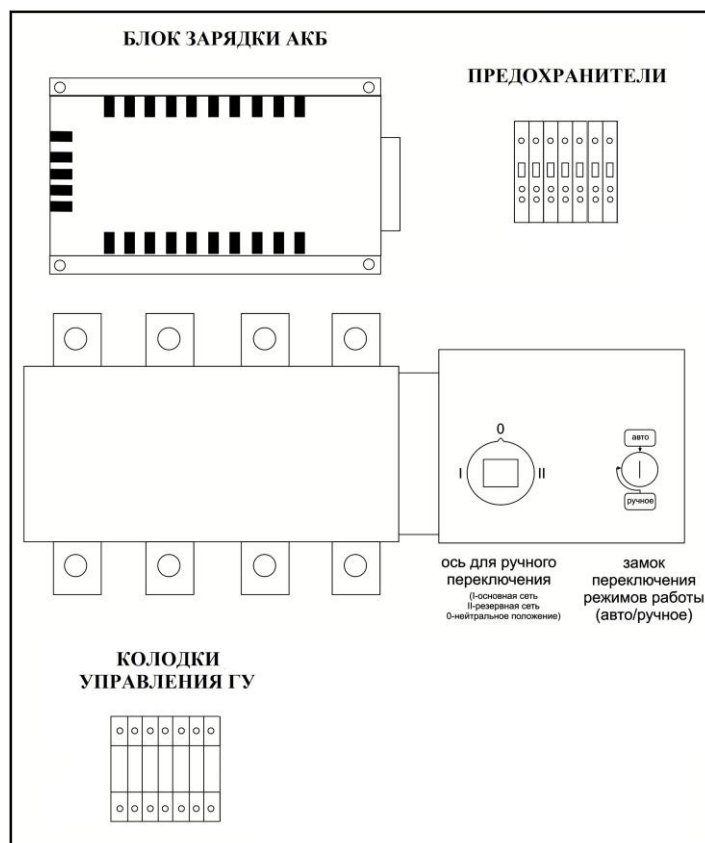 БЛОК ЗАРЯДКИ АКБ
ПРЕДОХРАНИТЕЛИ
0
I
II
авто
ручное
ось для ручного
переключения
(I-основная сеть
II-резервная сеть
0-нейтральное положение)
замок
переключения
режимов работы
(авто/ручное)
КОЛОДКИ
УПРАВЛЕНИЯ ГУ